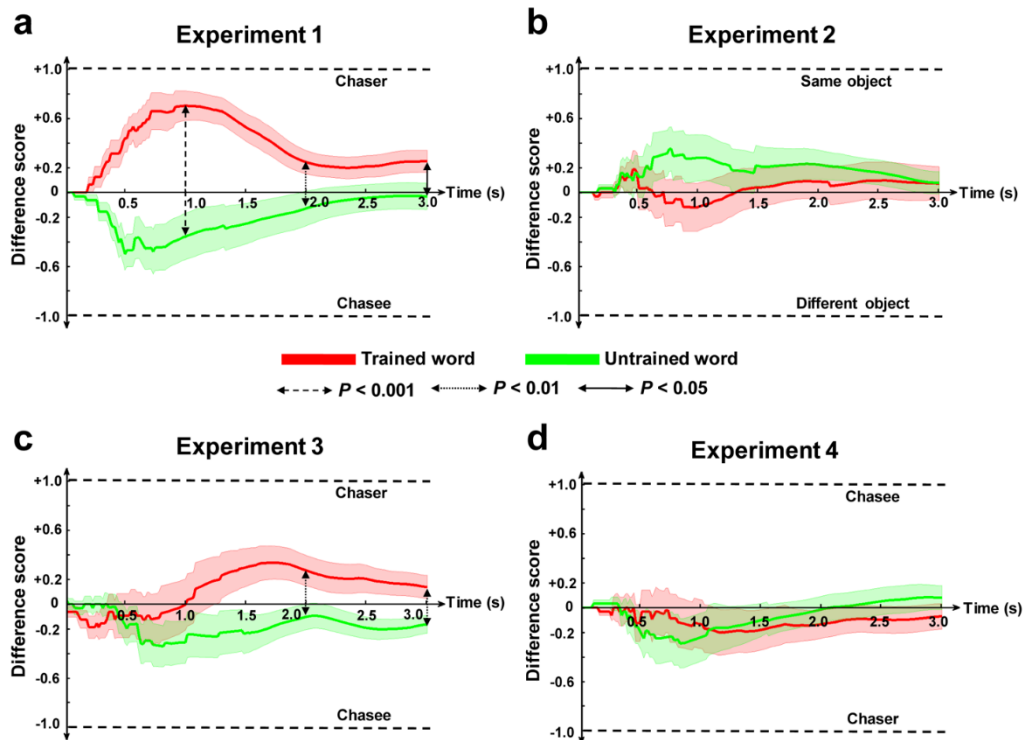 a
Experiment 1
b
Experiment 2
Difference score
+1.0
+0.6
+0.2
0
-0.2
-0.6
-1.0
Chaser
Chasee
0.5
1.0
1.5
2.0
2.5
3.0
Time (s)
Difference score
+1.0
+0.6
+0.2
0
-0.2
-0.6
-1.0
Same object
Different object
0.5
1.0
1.5
2.0
2.5
3.0
Time (s)
Trained word
Untrained word
P < 0.001
P < 0.01
P < 0.05
c
Experiment 3
d
Experiment 4
Difference score
+1.0
+0.6
+0.2
0
-0.2
-0.6
-1.0
Chaser
Chasee
0.5
1.0
1.5
2.0
2.5
3.0
Time (s)
Difference score
+1.0
+0.6
+0.2
0
-0.2
-0.6
-1.0
Chasee
Chaser
0.5
1.0
1.5
2.0
2.5
3.0
Time (s)